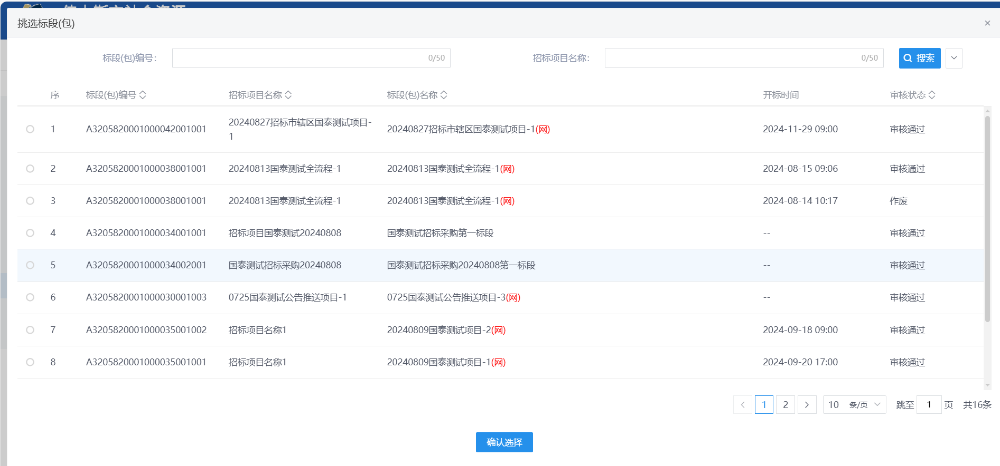 挑选标段(包)
标段(包)编号：
0/50
招标项目名称：
0/50
搜索
序 标段(包)编号 招标项目名称 标段(包)名称 开标时间 审核状态
1 A3205820001000042001001 20240827招标市辖区国泰测试项目-
1
20240827招标市辖区国泰测试项目-1(网) 2024-11-29 09:00 审核通过
2 A3205820001000038001001 20240813国泰测试全流程-1 20240813国泰测试全流程-1(网) 2024-08-15 09:06 审核通过
3 A3205820001000038001001 20240813国泰测试全流程-1 20240813国泰测试全流程-1(网) 2024-08-14 10:17 作废
4 A3205820001000034001001 招标项目国泰测试20240808 国泰测试招标采购第一标段 -- 审核通过
5 A3205820001000034002001 国泰测试招标采购20240808 国泰测试招标采购20240808第一标段 -- 审核通过
6 A3205820001000030001003 0725国泰测试公告推送项目-1 0725国泰测试公告推送项目-3(网) -- 审核通过
7 A3205820001000035001002 招标项目名称1 20240809国泰测试项目-2(网) 2024-09-18 09:00 审核通过
8 A3205820001000035001001 招标项目名称1 20240809国泰测试项目-1(网) 2024-09-20 17:00 审核通过
1 2 10 条/页 跳至 1 页 共16条
确认选择